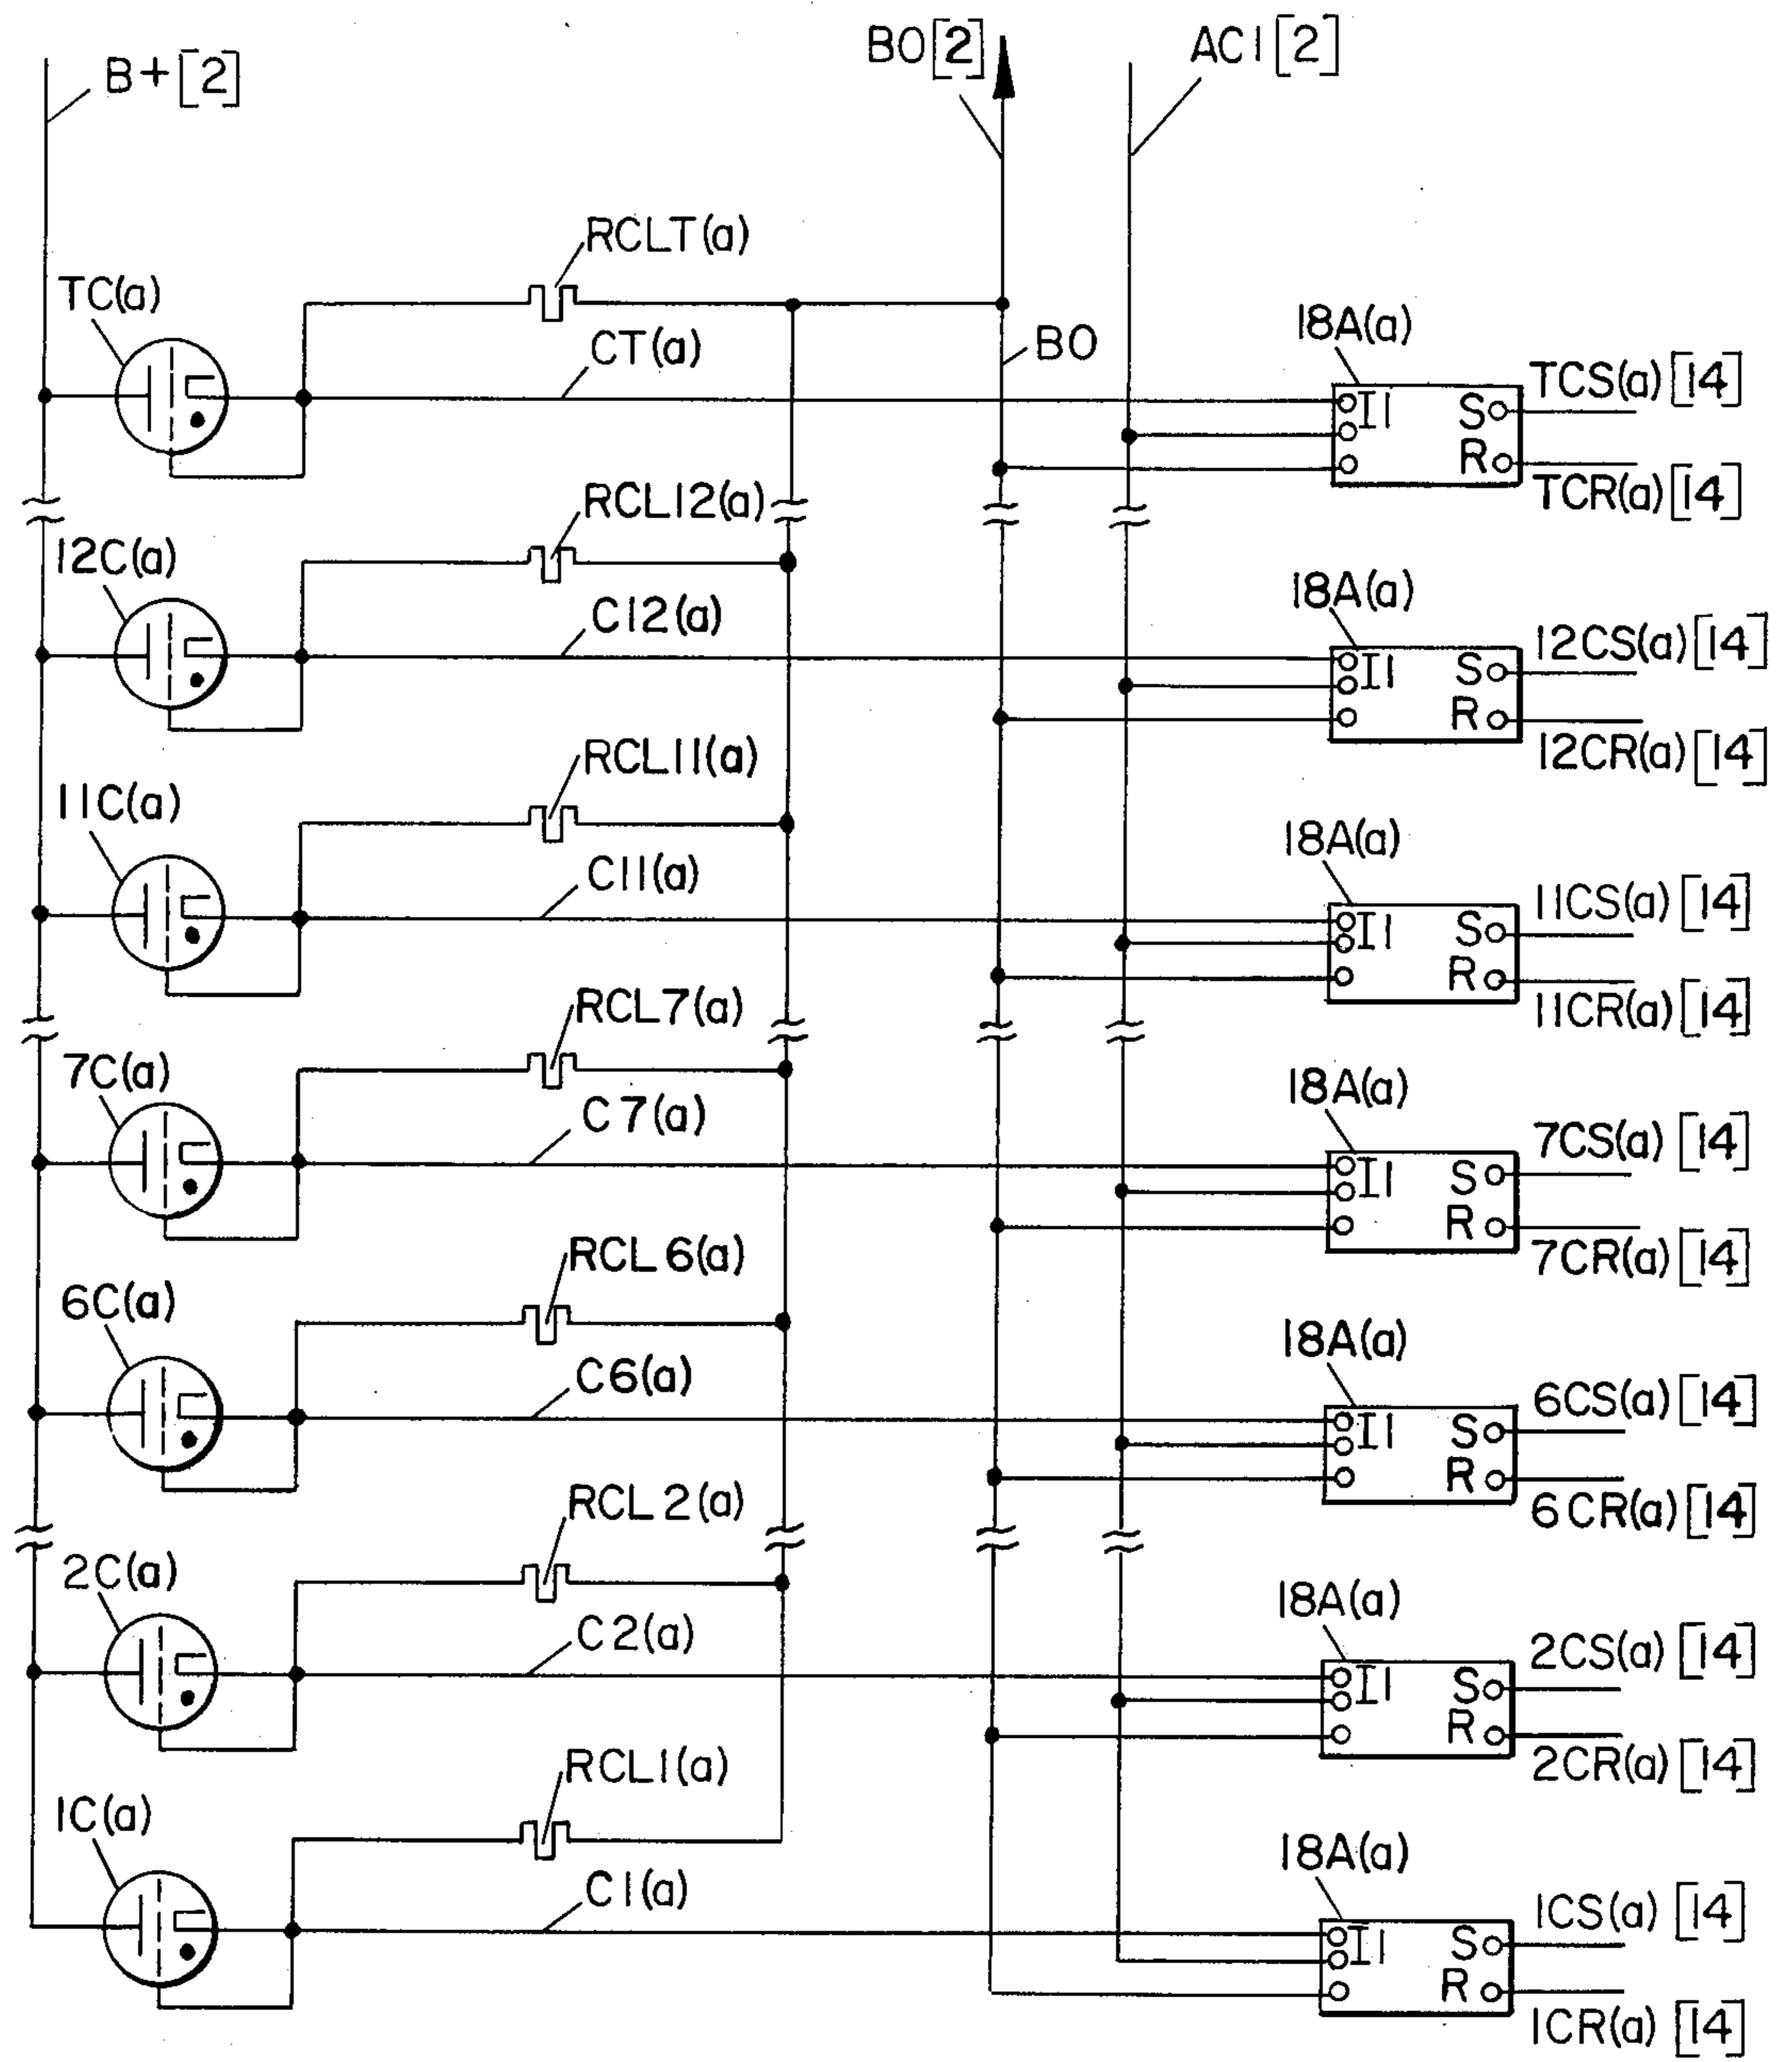 B+[2]
BO[2]
AC1[2]
RCLT(a)
TC(a)
CT(a)
BO
18A(a)
I1
S
R
TCS(a)[14]
TCR(a)[14]
RCL12(a)
12C(a)
C12(a)
18A(a)
I1
S
R
12CS(a)[14]
12CR(a)[14]
RCL11(a)
11C(a)
C11(a)
18A(a)
I1
S
R
11CS(a)[14]
11CR(a)[14]
RCL7(a)
7C(a)
C7(a)
18A(a)
I1
S
R
7CS(a)[14]
7CR(a)[14]
RCL6(a)
6C(a)
C6(a)
18A(a)
I1
S
R
6CS(a)[14]
6CR(a)[14]
RCL2(a)
2C(a)
C2(a)
18A(a)
I1
S
R
2CS(a)[14]
2CR(a)[14]
RCL1(a)
1C(a)
C1(a)
18A(a)
I1
S
R
1CS(a)[14]
1CR(a)[14]